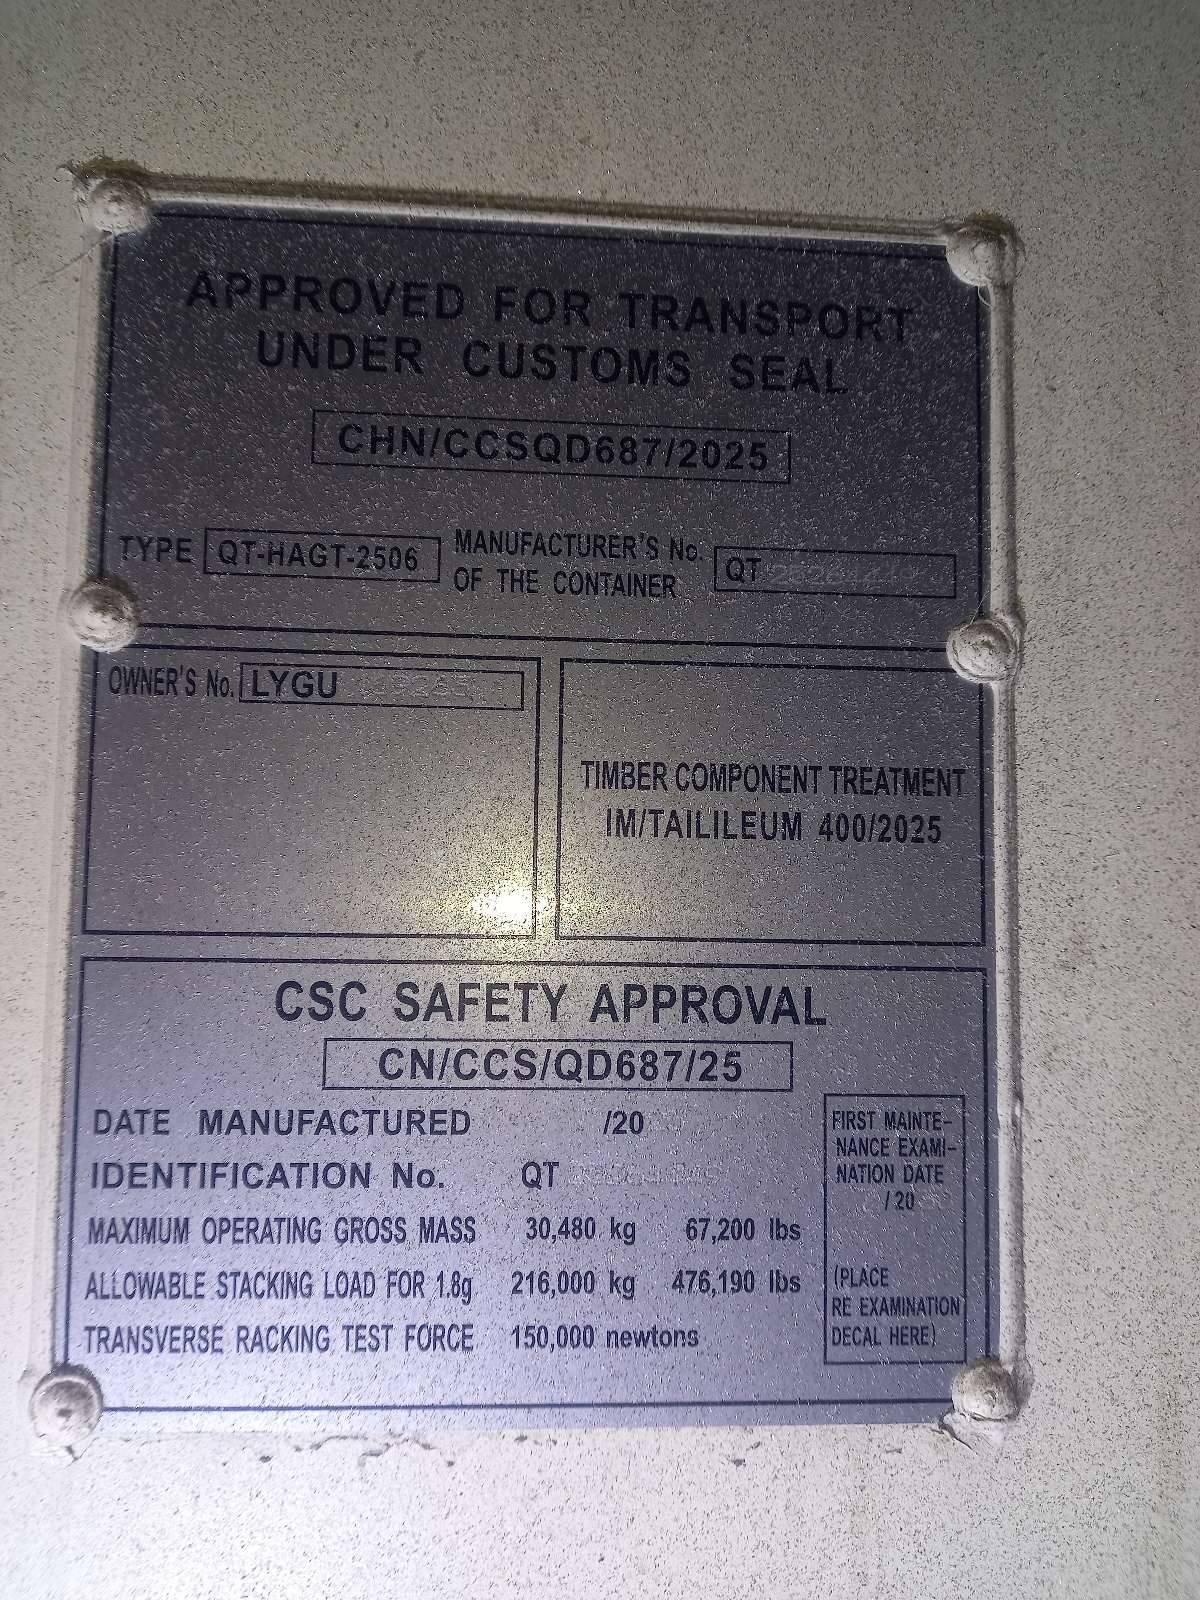 APPROVED FOR TRANSPORT
UNDER CUSTOMS SEAL
CHN/CCSQD687/2025
TYPE QT-HAGT-2506 MANUFACTURER'S No. OF THE CONTAINER QT
OWNER'S No. LYGU
TIMBER COMPONENT TREATMENT
IM/TAILILEUM 400/2025
CSC SAFETY APPROVAL
CN/CCS/QD687/25
DATE MANUFACTURED /20
IDENTIFICATION No. QT
MAXIMUM OPERATING GROSS MASS 30,480 kg 67,200 lbs
ALLOWABLE STACKING LOAD FOR 1.8g 216,000 kg 476,190 lbs
TRANSVERSE RACKING TEST FORCE 150,000 newtons
FIRST MAINTE-
NANCE EXAMI-
NATION DATE
/20
(PLACE
RE EXAMINATION
DECAL HERE)